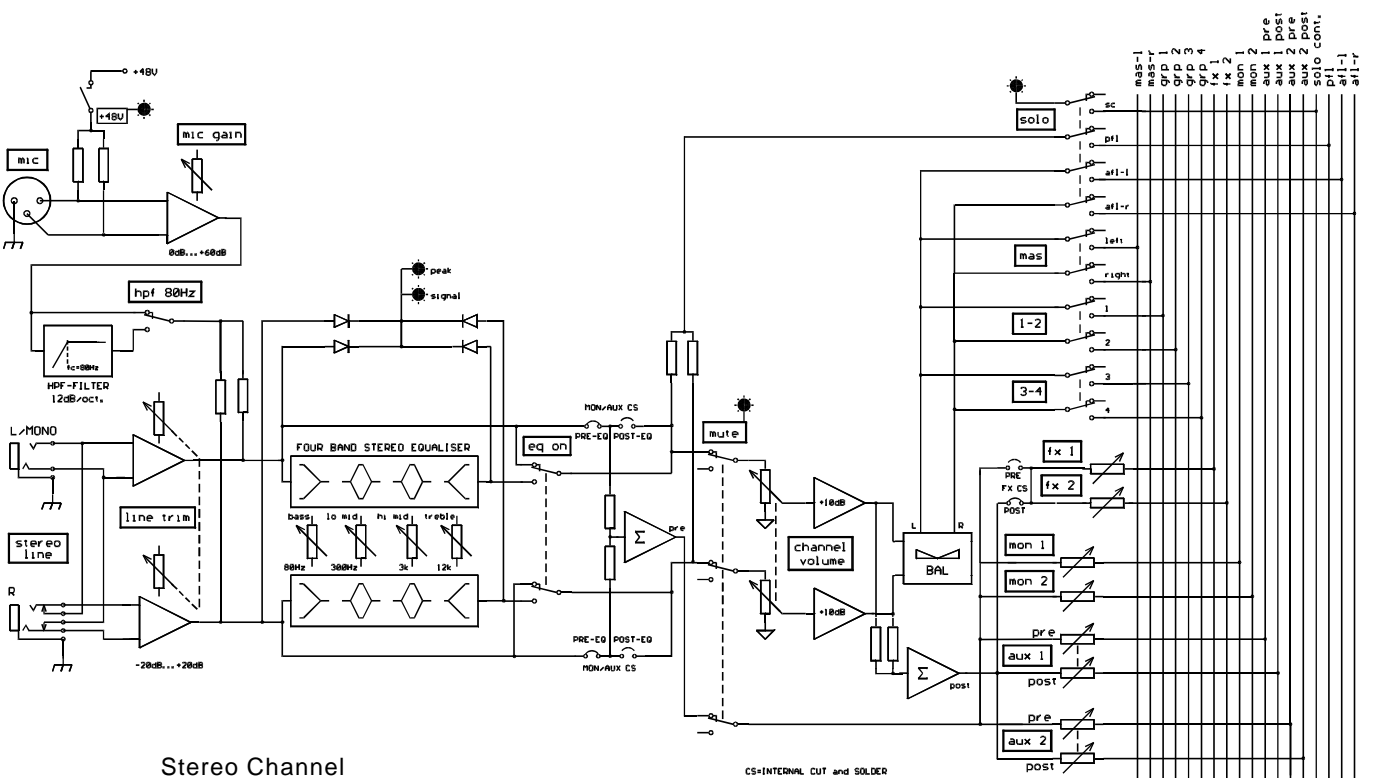 mas-l
mas-r
grp 1
grp 2
grp 3
grp 4
fx 1
fx 2
mon 1
mon 2
aux 1 pre
aux 1 post
aux 2 pre
aux 2 post
solo cont.
pfl
afl-l
afl-r
+48V
+48V
mic gain
mic
0dB...+60dB
solo
sc
pfl
afl-l
afl-r
mas
left
right
1-2
1
2
3-4
3
4
hpf 80Hz
peak
signal
fc=80Hz
HPF-FILTER
12dB/oct.
L/MONO
line trim
stereo
line
R
-20dB...+20dB
FOUR BAND STEREO EQUALISER
bass lo mid hi mid treble
80Hz 300Hz 3k 12k
MON/AUX CS
PRE-EQ POST-EQ
eq on
Σ
pre
PRE-EQ POST-EQ
MON/AUX CS
mute
+10dB
channel
volume
+10dB
L R
BAL
Σ
post
PRE
FX CS
POST
fx 1
fx 2
mon 1
mon 2
pre
aux 1
post
pre
aux 2
post
Stereo Channel
CS=INTERNAL CUT and SOLDER